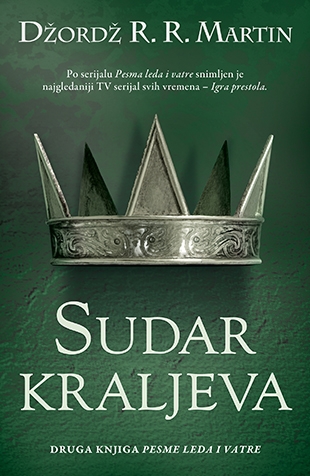 DŽORDŽ R. R. MARTIN
Po serijalu Pesma leda i vatre snimljen je
najgledaniji TV serijal svih vremena – Igra prestola.
SUDAR
KRALJEVA
DRUGA KNJIGA PESME LEDA I VATRE